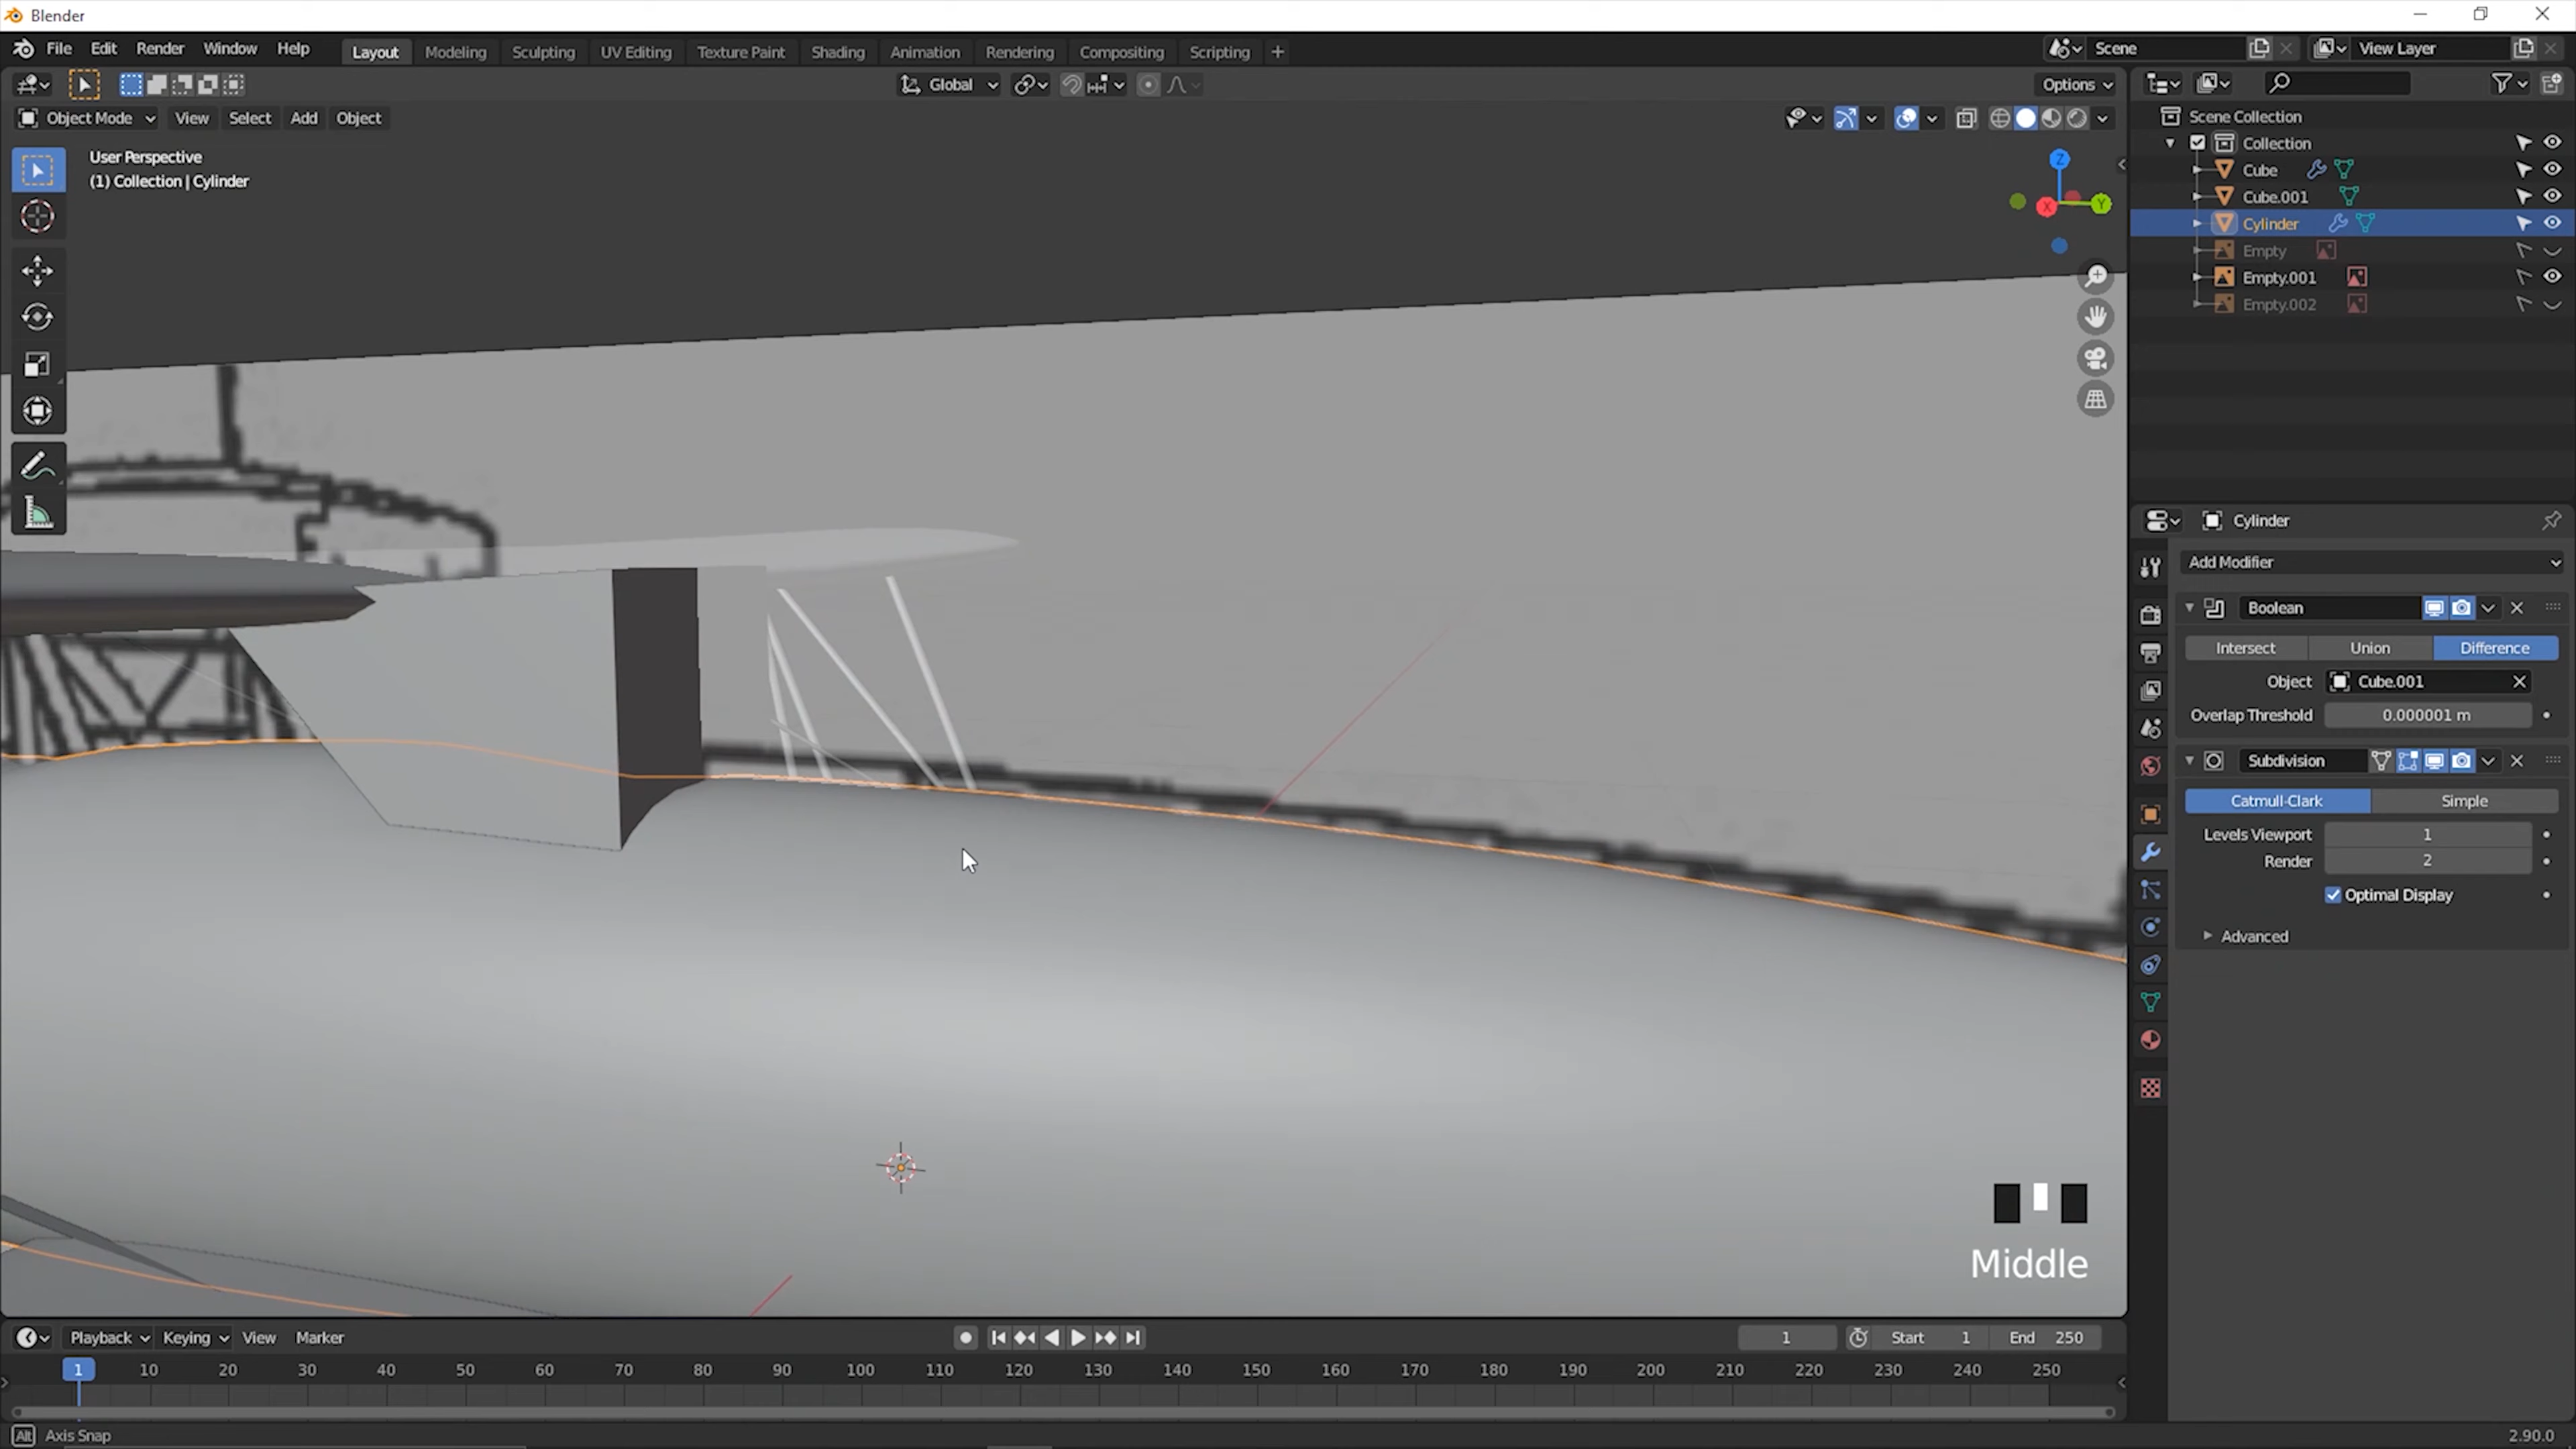 Blender
File Edit Render Window Help Layout Modeling Sculpting UV Editing Texture Paint Shading Animation Rendering Compositing Scripting + Scene View Layer
Global Options
Object Mode View Select Add Object
User Perspective
(1) Collection | Cylinder
Z
X
Y
Scene Collection
Collection
Cube
Cube.001
Cylinder
Empty
Empty.001
Empty.002
Cylinder
Add Modifier
Boolean
Intersect Union Difference
Object Cube.001
Overlap Threshold 0.000001 m
Subdivision
Catmull-Clark Simple
Levels Viewport 1
Render 2
Optimal Display
Advanced
Middle
Playback Keying View Marker 1 Start 1 End 250
1 10 20 30 40 50 60 70 80 90 100 110 120 130 140 150 160 170 180 190 200 210 220 230 240 250
Alt Axis Snap 2.90.0